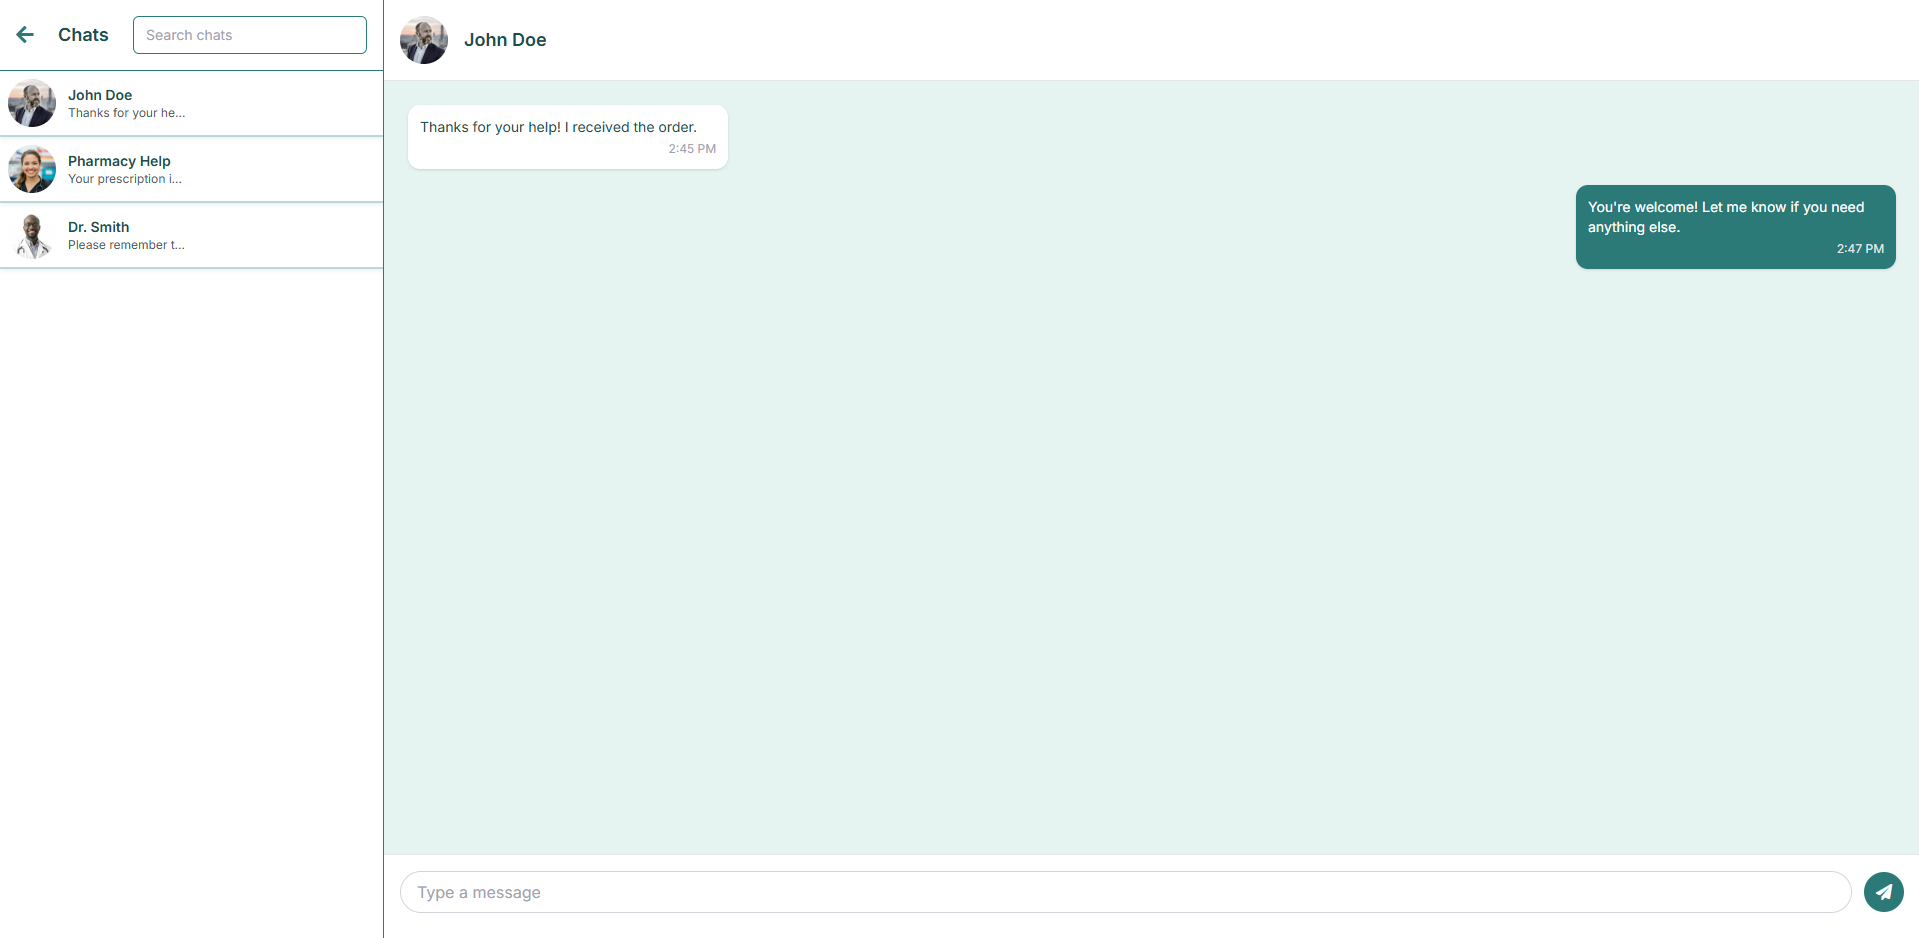 Chats
Search chats
John Doe
Thanks for your he...
Pharmacy Help
Your prescription i...
Dr. Smith
Please remember t...
John Doe
Thanks for your help! I received the order.
2:45 PM
You're welcome! Let me know if you need
anything else.
2:47 PM
Type a message